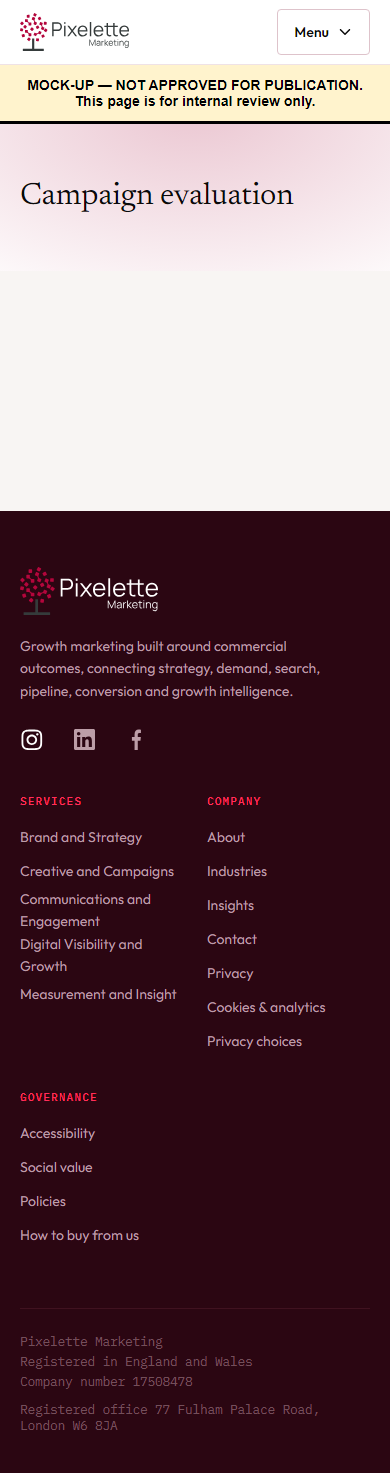 Pixelette
Marketing
Menu
MOCK-UP — NOT APPROVED FOR PUBLICATION.
This page is for internal review only.
Campaign evaluation
Pixelette
Marketing
Growth marketing built around commercial
outcomes, connecting strategy, demand, search,
pipeline, conversion and growth intelligence.
SERVICES
Brand and Strategy
Creative and Campaigns
Communications and
Engagement
Digital Visibility and
Growth
Measurement and Insight
COMPANY
About
Industries
Insights
Contact
Privacy
Cookies & analytics
Privacy choices
GOVERNANCE
Accessibility
Social value
Policies
How to buy from us
Pixelette Marketing
Registered in England and Wales
Company number 17508478
Registered office 77 Fulham Palace Road,
London W6 8JA